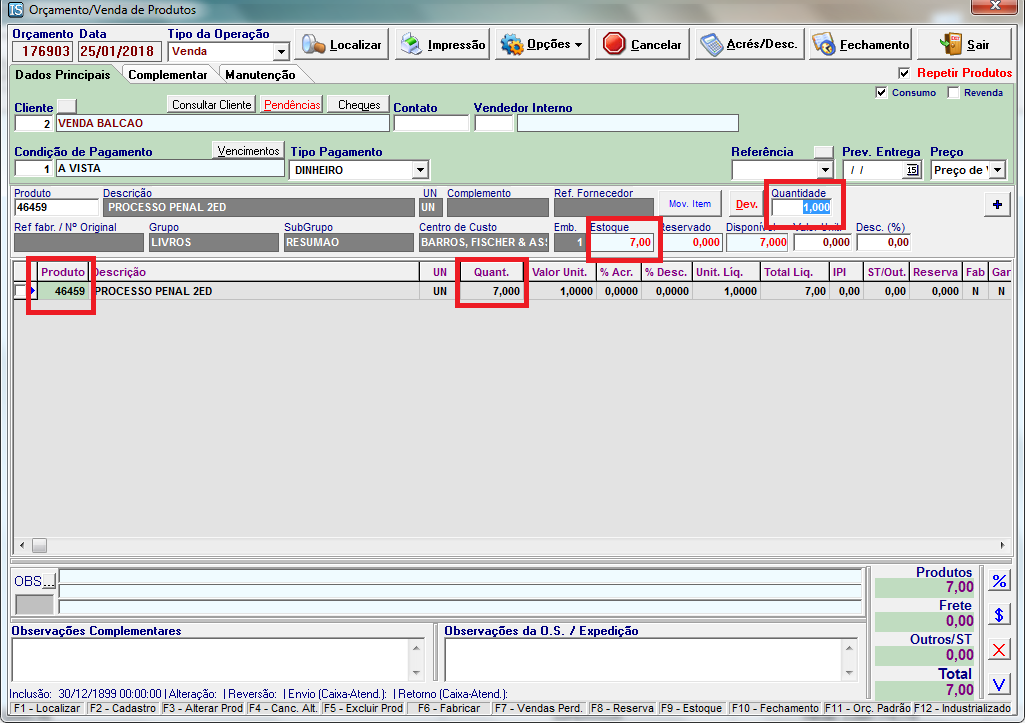 IS Orçamento/Venda de Produtos
Orçamento Data Tipo da Operação
176903 25/01/2018 Venda Localizar Impressão Opções Cancelar Acrés/Desc. Fechamento Sair
Dados Principais Complementar Manutenção Repetir Produtos
Consumo Revenda
Cliente Consultar Cliente Pendências Cheques Contato Vendedor Interno
2 VENDA BALCAO
Condição de Pagamento Vencimentos Tipo Pagamento Referência Prev. Entrega Preço
1 A VISTA DINHEIRO / / 15 Preço de
Produto Descrição UN Complemento Ref. Fornecedor Mov. Item Dev. Quantidade
46459 PROCESSO PENAL 2ED UN 1,000 +
Ref fabr. / Nº Original Grupo SubGrupo Centro de Custo Emb. Estoque Reservado Disponível Valor Unit. Desc. (%)
LIVROS RESUMAO BARROS, FISCHER & AS: 1 7,00 0,000 7,000 0,000 0,00
Produto Descrição UN Quant. Valor Unit. % Acr. % Desc. Unit. Liq. Total Liq. IPI ST/Out. Reserva Fab Gar
46459 PROCESSO PENAL 2ED UN 7,000 1,0000 0,0000 0,0000 1,0000 7,00 0,00 0,00 0,000 N N
OBS...
Produtos
7,00
%
Frete
0,00
$
Outros/ST
0,00
X
Total
7,00
V
Observações Complementares Observações da O.S. / Expedição
Inclusão: 30/12/1899 00:00:00 | Alteração: | Reversão: | Envio (Caixa-Atend.): | Retorno (Caixa-Atend.):
F1 - Localizar F2 - Cadastro F3 - Alterar Prod F4 - Canc. Alt. F5 - Excluir Prod F6 - Fabricar F7 - Vendas Perd. F8 - Reserva F9 - Estoque F10 - Fechamento F11 - Orç. Padrão F12 - Industrializado